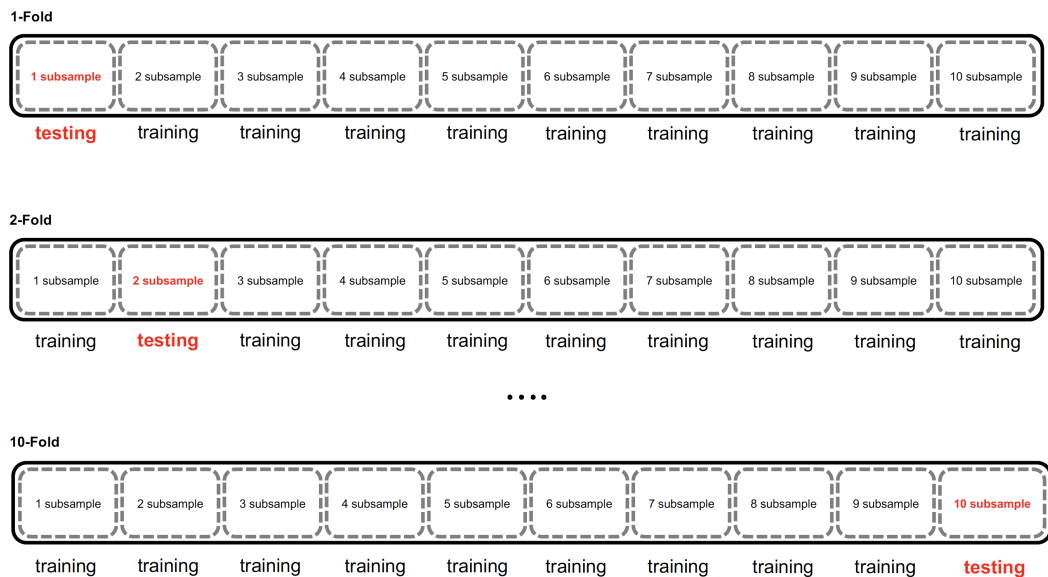 1-Fold
1 subsample 2 subsample 3 subsample 4 subsample 5 subsample 6 subsample 7 subsample 8 subsample 9 subsample 10 subsample
testing training training training training training training training training training
2-Fold
1 subsample 2 subsample 3 subsample 4 subsample 5 subsample 6 subsample 7 subsample 8 subsample 9 subsample 10 subsample
training testing training training training training training training training training
....
10-Fold
1 subsample 2 subsample 3 subsample 4 subsample 5 subsample 6 subsample 7 subsample 8 subsample 9 subsample 10 subsample
training training training training training training training training training testing